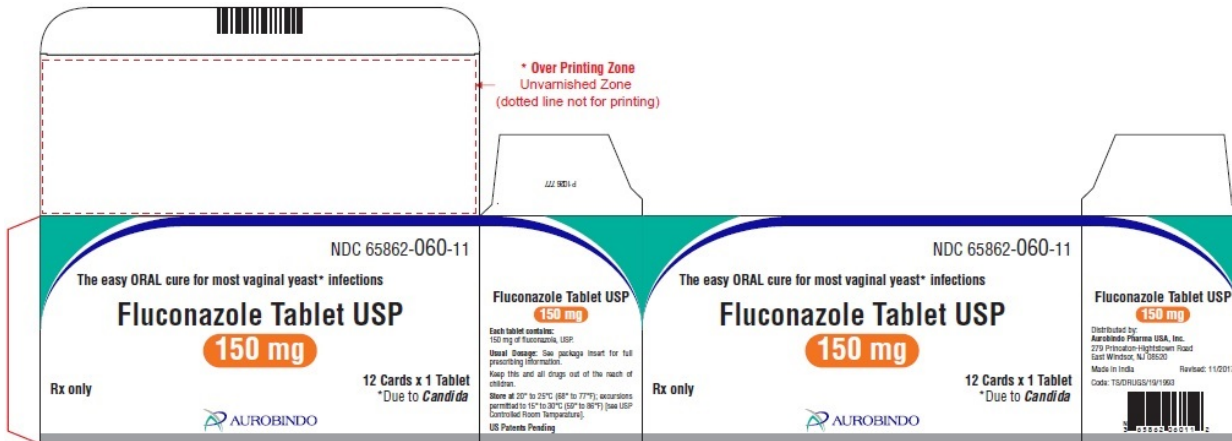 * Over Printing Zone
Unvarnished Zone
(dotted line not for printing)
NDC 65862-060-11
The easy ORAL cure for most vaginal yeast* infections
Fluconazole Tablet USP
150 mg
Rx only
12 Cards x 1 Tablet
*Due to Candida
AUROBINDO
Fluconazole Tablet USP
150 mg
Each tablet contains:
150 mg of fluconazole, USP.
Usual Dosage: See package insert for full
prescribing information.
Keep this and all drugs out of the reach of
children.
Store at 20° to 25°C (68° to 77°F); excursions
permitted to 15° to 30°C (59° to 86°F) [see USP
Controlled Room Temperature].
US Patents Pending
NDC 65862-060-11
The easy ORAL cure for most vaginal yeast* infections
Fluconazole Tablet USP
150 mg
Rx only
12 Cards x 1 Tablet
*Due to Candida
AUROBINDO
Fluconazole Tablet USP
150 mg
Distributed by:
Aurobindo Pharma USA, Inc.
279 Princeton-Hightstown Road
East Windsor, NJ 08520
Made in India
Code: TS/DRUGS/19/1993